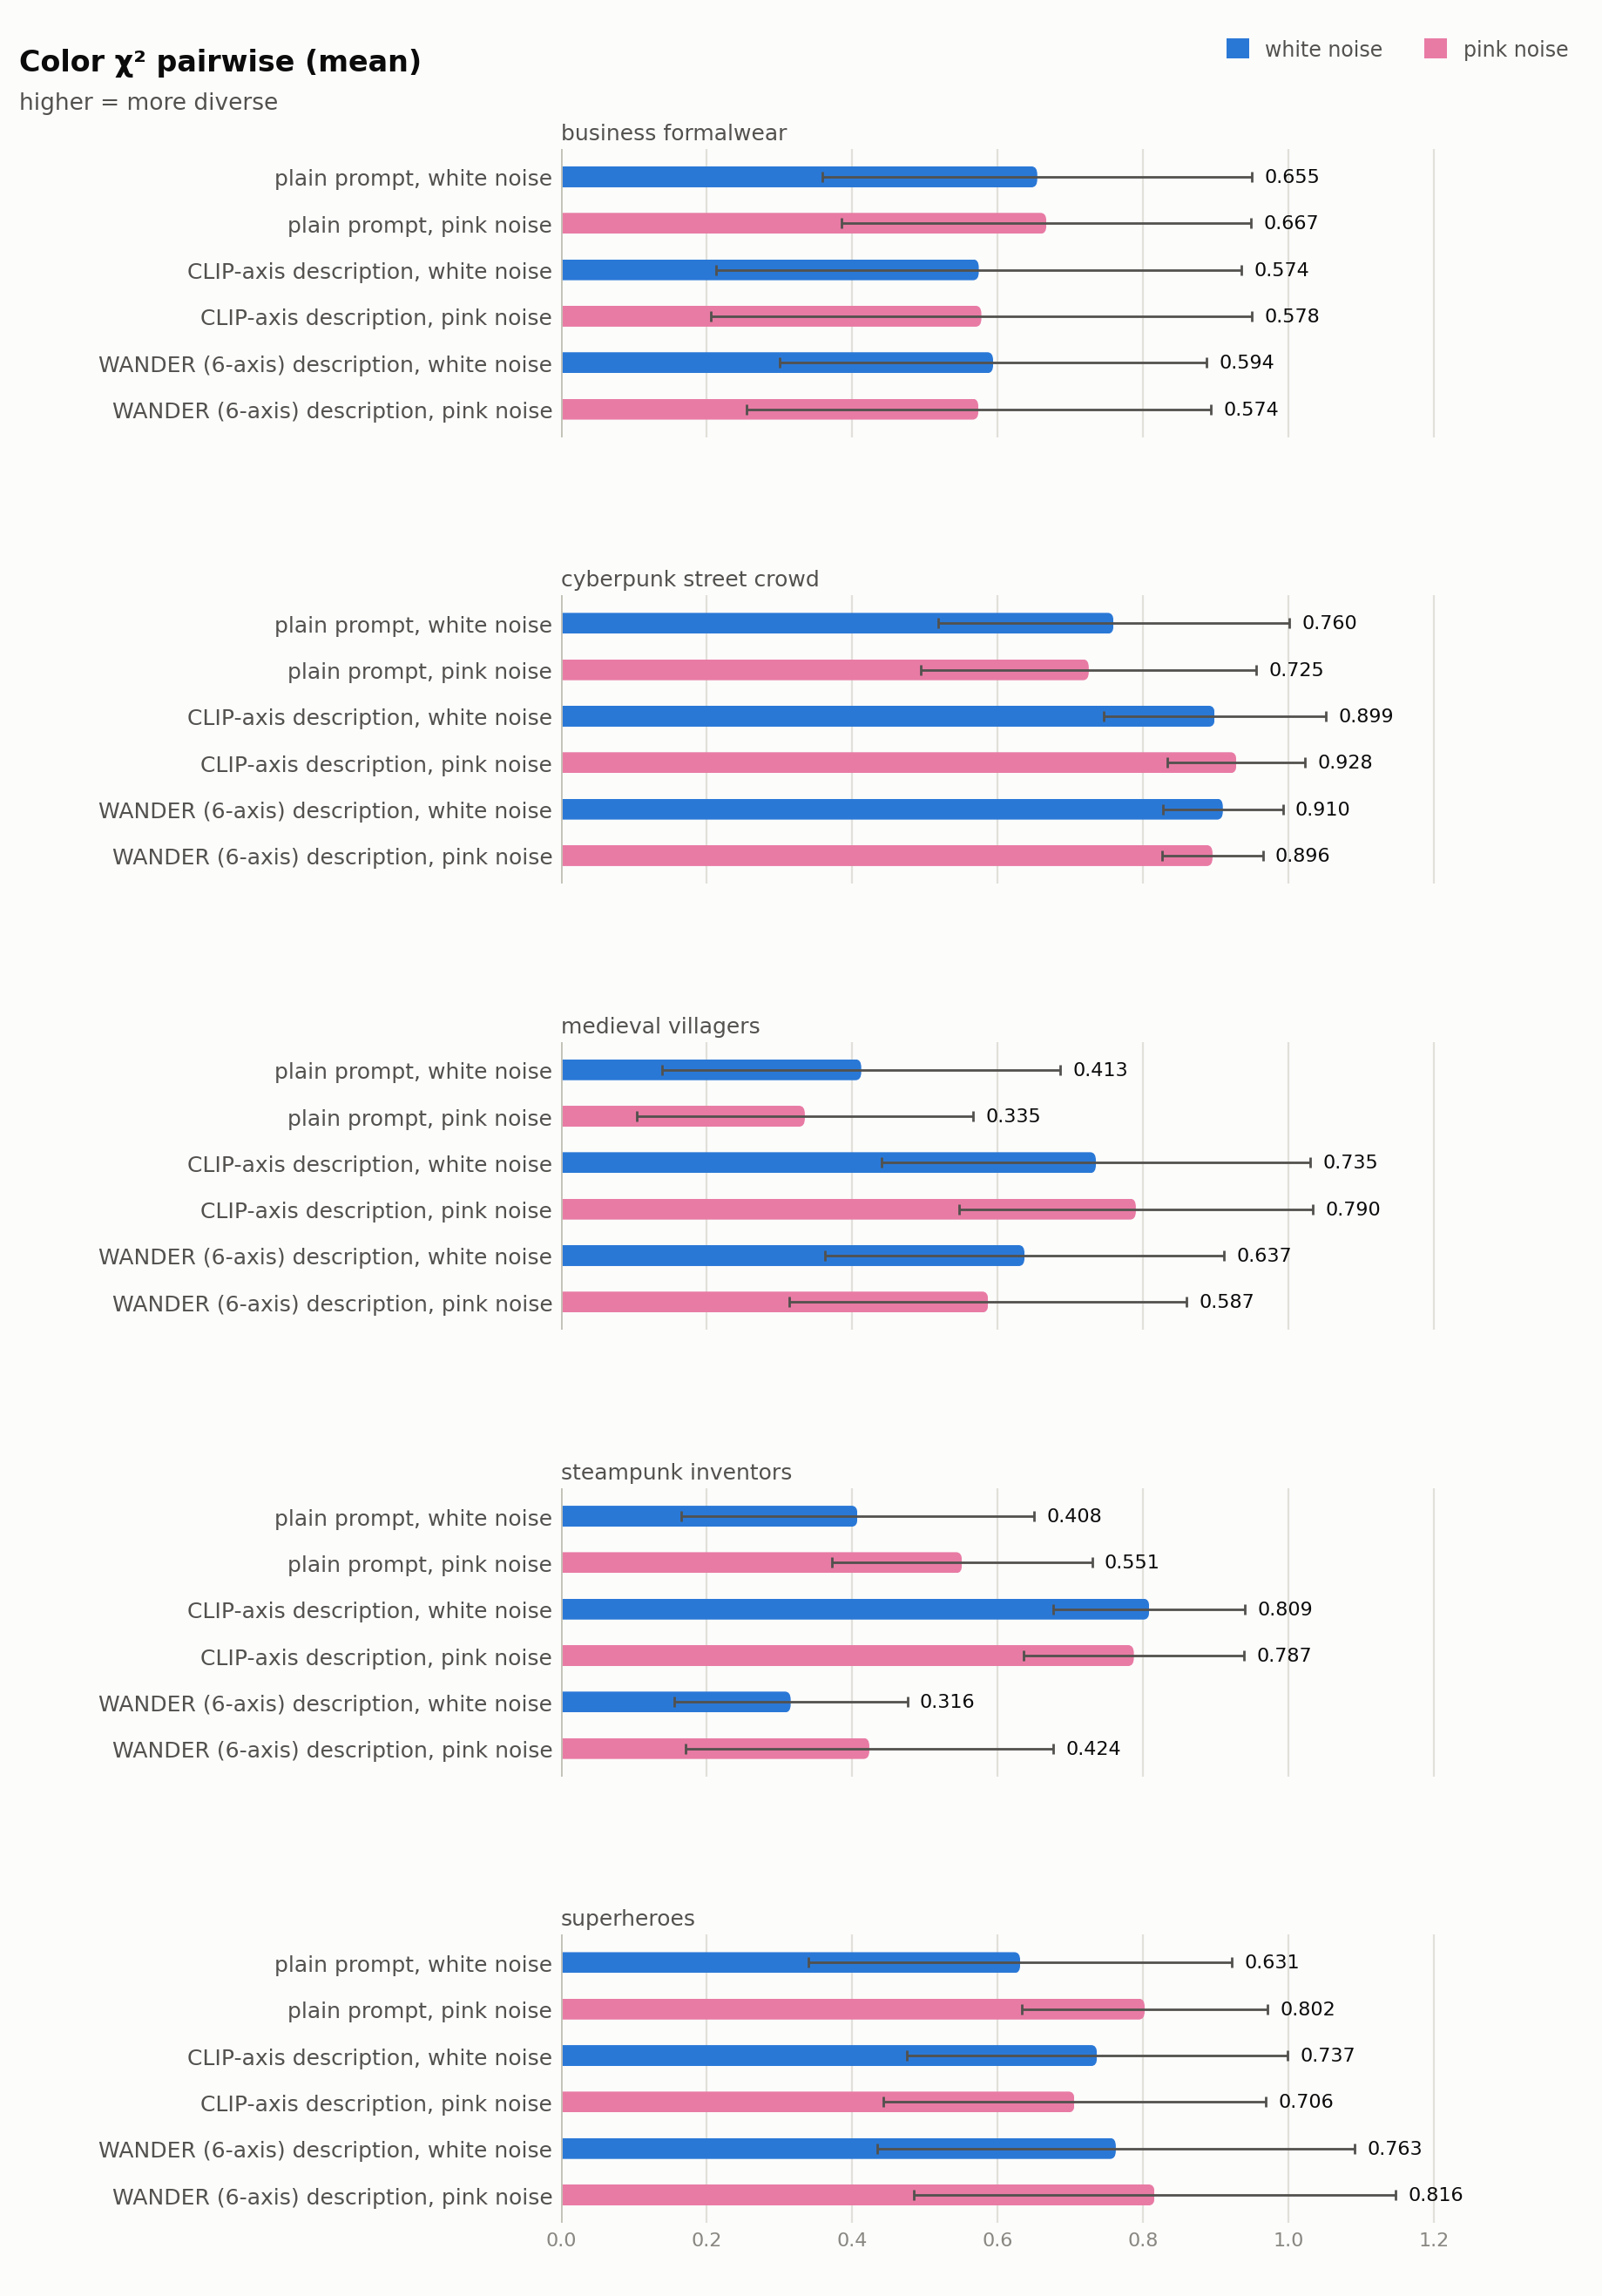 Color χ² pairwise (mean)
higher = more diverse
white noise
pink noise
business formalwear
plain prompt, white noise 0.655
plain prompt, pink noise 0.667
CLIP-axis description, white noise 0.574
CLIP-axis description, pink noise 0.578
WANDER (6-axis) description, white noise 0.594
WANDER (6-axis) description, pink noise 0.574
cyberpunk street crowd
plain prompt, white noise 0.760
plain prompt, pink noise 0.725
CLIP-axis description, white noise 0.899
CLIP-axis description, pink noise 0.928
WANDER (6-axis) description, white noise 0.910
WANDER (6-axis) description, pink noise 0.896
medieval villagers
plain prompt, white noise 0.413
plain prompt, pink noise 0.335
CLIP-axis description, white noise 0.735
CLIP-axis description, pink noise 0.790
WANDER (6-axis) description, white noise 0.637
WANDER (6-axis) description, pink noise 0.587
steampunk inventors
plain prompt, white noise 0.408
plain prompt, pink noise 0.551
CLIP-axis description, white noise 0.809
CLIP-axis description, pink noise 0.787
WANDER (6-axis) description, white noise 0.316
WANDER (6-axis) description, pink noise 0.424
superheroes
plain prompt, white noise 0.631
plain prompt, pink noise 0.802
CLIP-axis description, white noise 0.737
CLIP-axis description, pink noise 0.706
WANDER (6-axis) description, white noise 0.763
WANDER (6-axis) description, pink noise 0.816
0.0 0.2 0.4 0.6 0.8 1.0 1.2